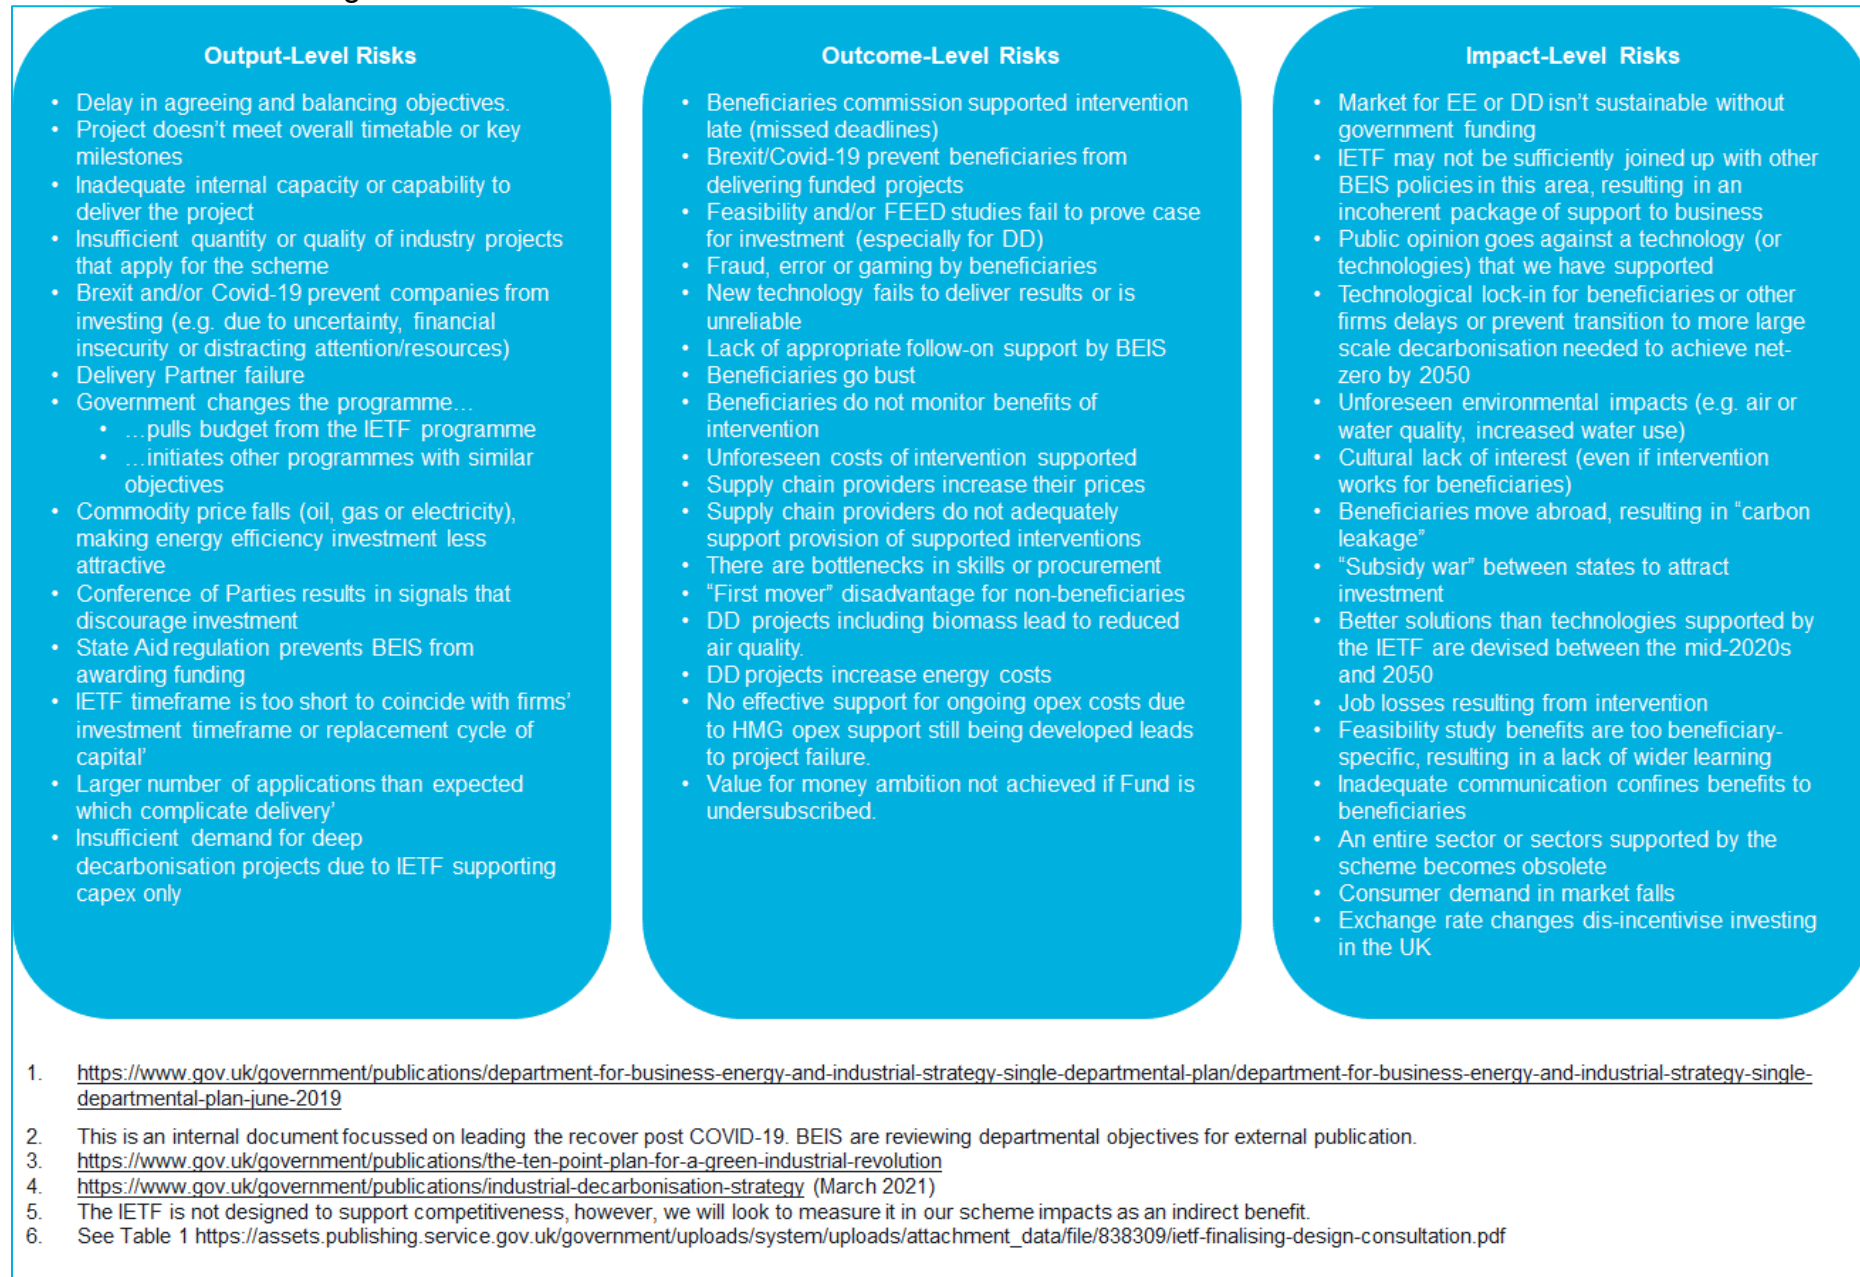 Output-Level Risks
• Delay in agreeing and balancing objectives.
• Project doesn't meet overall timetable or key
milestones
• Inadequate internal capacity or capability to
deliver the project
• Insufficient quantity or quality of industry projects
that apply for the scheme
• Brexit and/or Covid-19 prevent companies from
investing (e.g. due to uncertainty, financial
insecurity or distracting attention/resources)
• Delivery Partner failure
• Government changes the programme…
• …pulls budget from the IETF programme
• …initiates other programmes with similar
objectives
• Commodity price falls (oil, gas or electricity),
making energy efficiency investment less
attractive
• Conference of Parties results in signals that
discourage investment
• State Aid regulation prevents BEIS from
awarding funding
• IETF timeframe is too short to coincide with firms'
investment timeframe or replacement cycle of
capital'
• Larger number of applications than expected
which complicate delivery'
• Insufficient demand for deep
decarbonisation projects due to IETF supporting
capex only
Outcome-Level Risks
• Beneficiaries commission supported intervention
late (missed deadlines)
• Brexit/Covid-19 prevent beneficiaries from
delivering funded projects
• Feasibility and/or FEED studies fail to prove case
for investment (especially for DD)
• Fraud, error or gaming by beneficiaries
• New technology fails to deliver results or is
unreliable
• Lack of appropriate follow-on support by BEIS
• Beneficiaries go bust
• Beneficiaries do not monitor benefits of
intervention
• Unforeseen costs of intervention supported
• Supply chain providers increase their prices
• Supply chain providers do not adequately
support provision of supported interventions
• There are bottlenecks in skills or procurement
• "First mover" disadvantage for non-beneficiaries
• DD projects including biomass lead to reduced
air quality.
• DD projects increase energy costs
• No effective support for ongoing opex costs due
to HMG opex support still being developed leads
to project failure.
• Value for money ambition not achieved if Fund is
undersubscribed.
Impact-Level Risks
• Market for EE or DD isn't sustainable without
government funding
• IETF may not be sufficiently joined up with other
BEIS policies in this area, resulting in an
incoherent package of support to business
• Public opinion goes against a technology (or
technologies) that we have supported
• Technological lock-in for beneficiaries or other
firms delays or prevent transition to more large
scale decarbonisation needed to achieve net-
zero by 2050
• Unforeseen environmental impacts (e.g. air or
water quality, increased water use)
• Cultural lack of interest (even if intervention
works for beneficiaries)
• Beneficiaries move abroad, resulting in "carbon
leakage"
• "Subsidy war" between states to attract
investment
• Better solutions than technologies supported by
the IETF are devised between the mid-2020s
and 2050
• Job losses resulting from intervention
• Feasibility study benefits are too beneficiary-
specific, resulting in a lack of wider learning
• Inadequate communication confines benefits to
beneficiaries
• An entire sector or sectors supported by the
scheme becomes obsolete
• Consumer demand in market falls
• Exchange rate changes dis-incentivise investing
in the UK
1. https://www.gov.uk/government/publications/department-for-business-energy-and-industrial-strategy-single-departmental-plan/department-for-business-energy-and-industrial-strategy-single-
departmental-plan-june-2019
2. This is an internal document focussed on leading the recover post COVID-19. BEIS are reviewing departmental objectives for external publication.
3. https://www.gov.uk/government/publications/the-ten-point-plan-for-a-green-industrial-revolution
4. https://www.gov.uk/government/publications/industrial-decarbonisation-strategy (March 2021)
5. The IETF is not designed to support competitiveness, however, we will look to measure it in our scheme impacts as an indirect benefit.
6. See Table 1 https://assets.publishing.service.gov.uk/government/uploads/system/uploads/attachment_data/file/838309/ietf-finalising-design-consultation.pdf